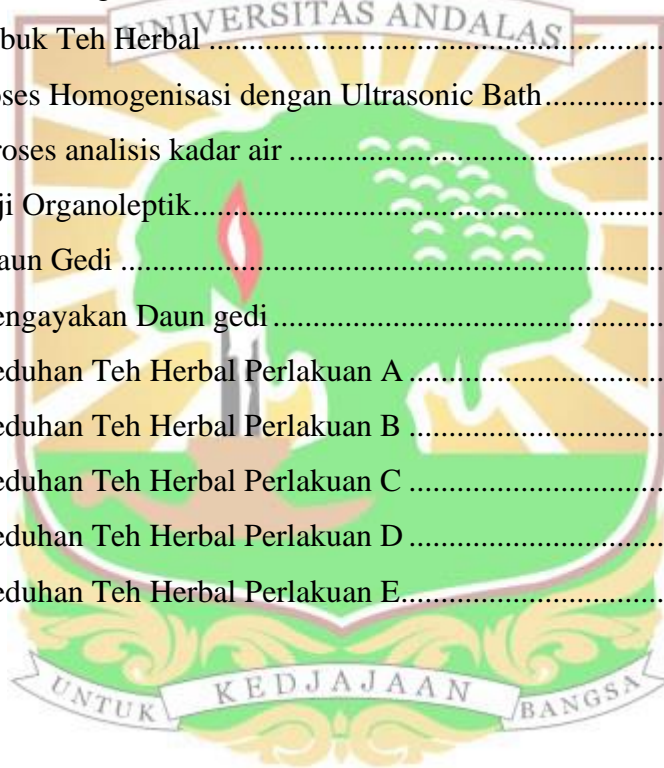 UNIVERSITAS ANDALAS
buk Teh Herbal ........................................................
oses Homogenisasi dengan Ultrasonic Bath...............
roses analisis kadar air ..............................................
ji Organoleptik............................................................
aun Gedi .....................................................................
engayakan Daun gedi .................................................
eduhan Teh Herbal Perlakuan A ................................
eduhan Teh Herbal Perlakuan B ................................
eduhan Teh Herbal Perlakuan C ................................
eduhan Teh Herbal Perlakuan D ................................
eduhan Teh Herbal Perlakuan E.................................
UNTUK KEDJAJAAN BANGSA